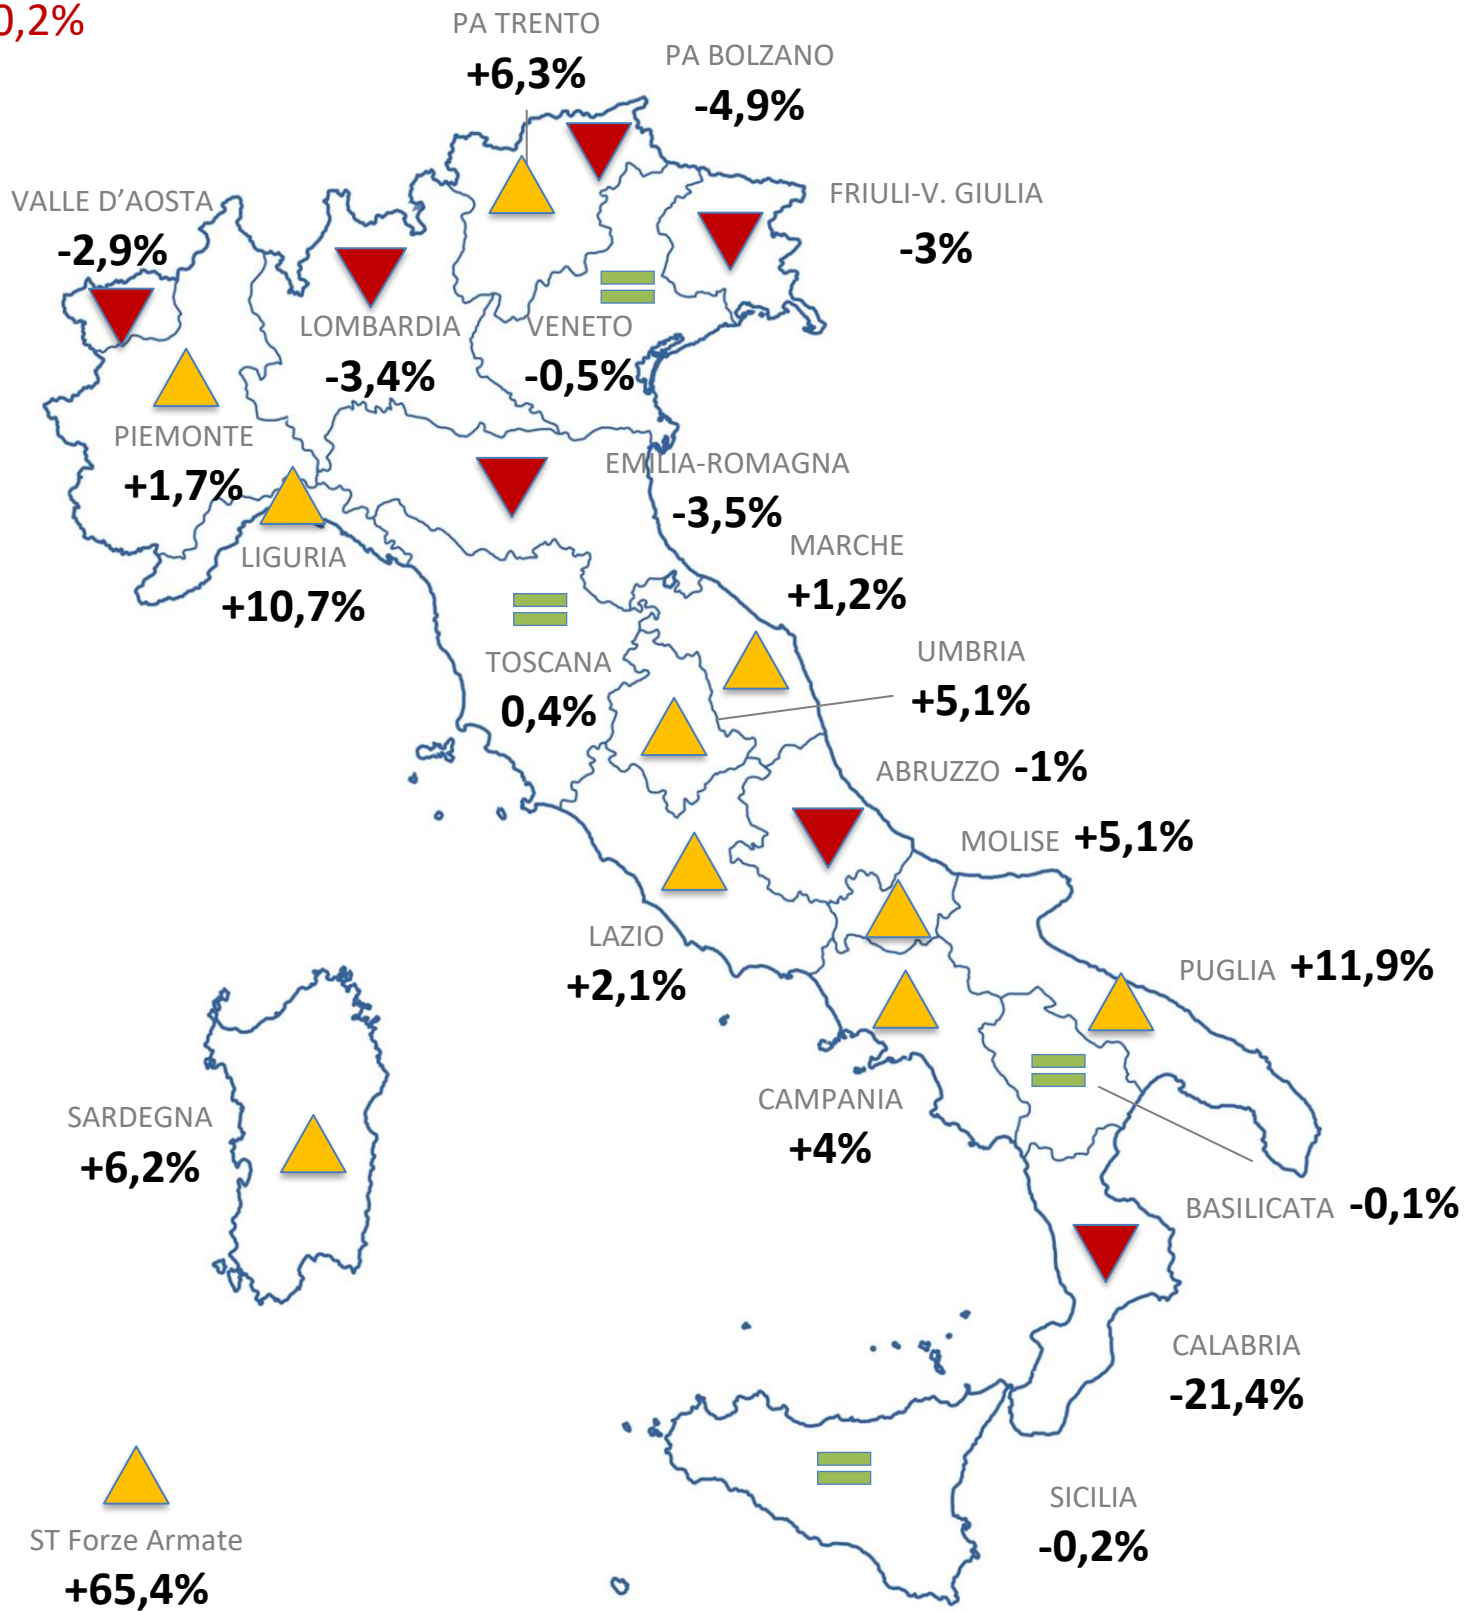 0,2%
PA TRENTO
+6,3%
PA BOLZANO
-4,9%
VALLE D’AOSTA
-2,9%
FRIULI-V. GIULIA
-3%
LOMBARDIA
-3,4%
VENETO
-0,5%
PIEMONTE
+1,7%
EMILIA-ROMAGNA
-3,5%
LIGURIA
+10,7%
MARCHE
+1,2%
TOSCANA
0,4%
UMBRIA
+5,1%
ABRUZZO -1%
MOLISE +5,1%
LAZIO
+2,1%
PUGLIA +11,9%
CAMPANIA
+4%
SARDEGNA
+6,2%
BASILICATA -0,1%
CALABRIA
-21,4%
SICILIA
-0,2%
ST Forze Armate
+65,4%